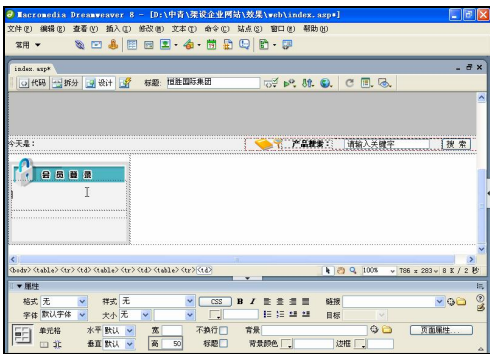 Macromedia Dreamweaver 8 - [D:\中青\架设企业网站\效果\web\index.asp*]
文件(F) 编辑(E) 查看(V) 插入(I) 修改(M) 文本(T) 命令(C) 站点(S) 窗口(W) 帮助(H)
常用
index.asp*
代码 拆分 设计 标题: 恒胜国际集团
今天是: 产品搜索: 请输入关键字 搜 索
会 员 登 录
<body> <table> <tr> <td> <table> <tr> <td> <table> <tr> <td> 100% 786 x 283 8 K / 2 秒
属性
格式 无 样式 无 CSS B I 链接
字体 默认字体 大小 无 目标
单元格 水平 默认 宽 不换行 背景 页面属性...
垂直 默认 高 50 标题 背景颜色 边框